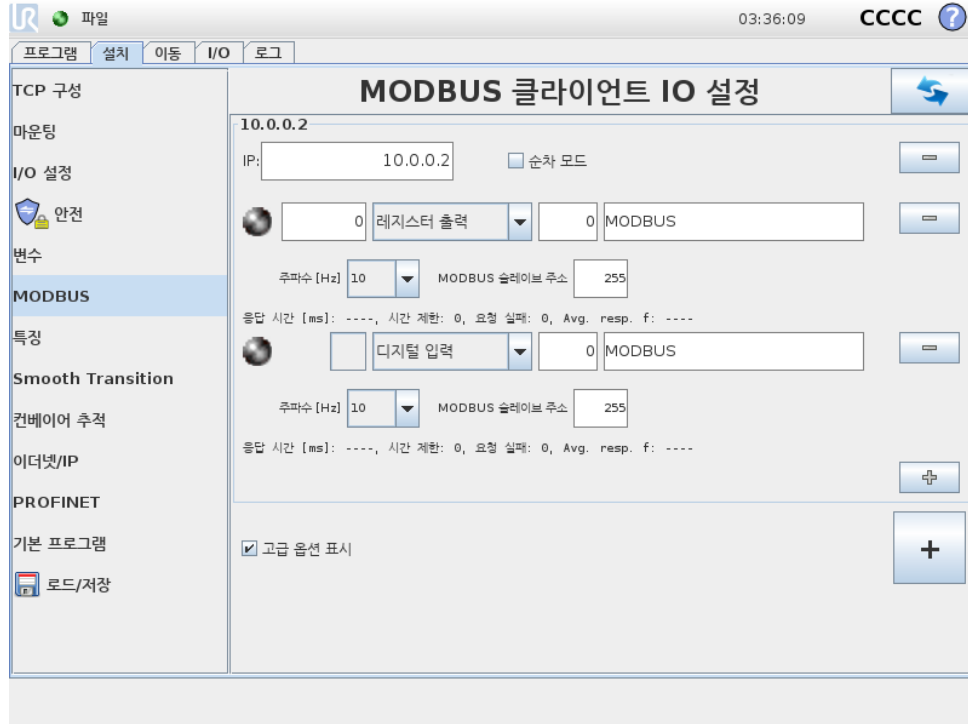 UR 파일 03:36:09 CCCC ?
프로그램 설치 이동 I/O 로그
TCP 구성
마운팅
I/O 설정
안전
변수
MODBUS
특징
Smooth Transition
컨베이어 추적
이더넷/IP
PROFINET
기본 프로그램
로드/저장
MODBUS 클라이언트 IO 설정
10.0.0.2
IP: 10.0.0.2 순차 모드
0 레지스터 출력 0 MODBUS
주파수 [Hz] 10 MODBUS 슬레이브 주소 255
응답 시간 [ms]: ----, 시간 제한: 0, 요청 실패: 0, Avg. resp. f: ----
디지털 입력 0 MODBUS
주파수 [Hz] 10 MODBUS 슬레이브 주소 255
응답 시간 [ms]: ----, 시간 제한: 0, 요청 실패: 0, Avg. resp. f: ----
고급 옵션 표시